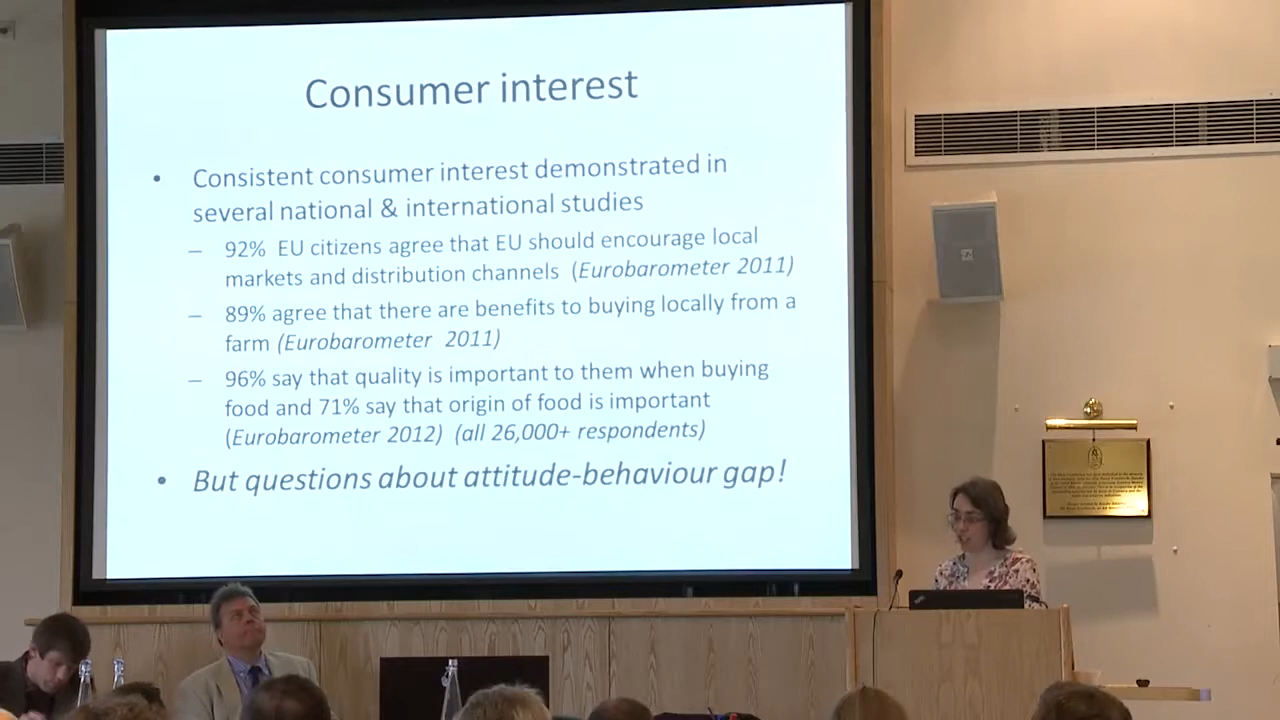 Consumer interest
• Consistent consumer interest demonstrated in
several national & international studies
– 92% EU citizens agree that EU should encourage local
markets and distribution channels (Eurobarometer 2011)
– 89% agree that there are benefits to buying locally from a
farm (Eurobarometer 2011)
– 96% say that quality is important to them when buying
food and 71% say that origin of food is important
(Eurobarometer 2012) (all 26,000+ respondents)
• But questions about attitude-behaviour gap!